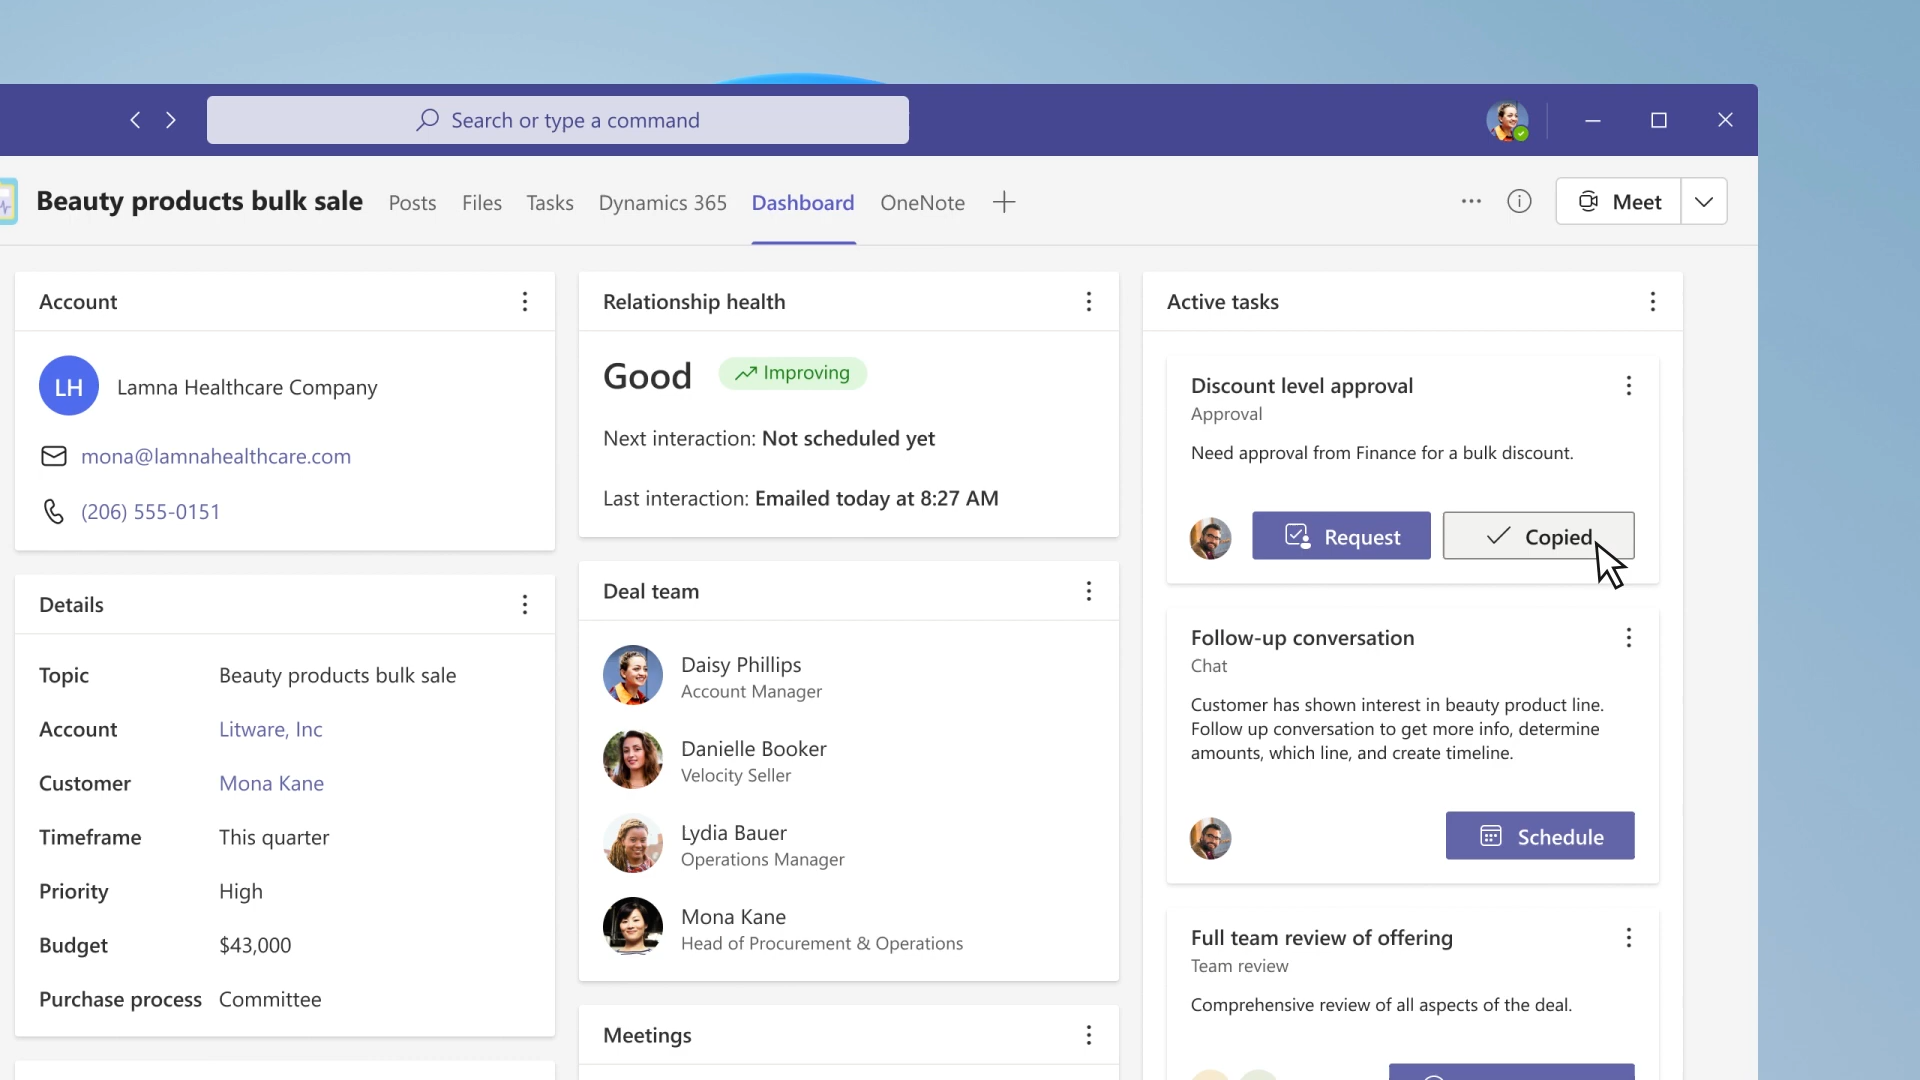 Search or type a command
Beauty products bulk sale
Posts
Files
Tasks
Dynamics 365
Dashboard
OneNote
Meet
Account
LH
Lamna Healthcare Company
mona@lamnahealthcare.com
(206) 555-0151
Details
Topic Beauty products bulk sale
Account Litware, Inc
Customer Mona Kane
Timeframe This quarter
Priority High
Budget $43,000
Purchase process Committee
Relationship health
Good
Improving
Next interaction: Not scheduled yet
Last interaction: Emailed today at 8:27 AM
Deal team
Daisy Phillips
Account Manager
Danielle Booker
Velocity Seller
Lydia Bauer
Operations Manager
Mona Kane
Head of Procurement & Operations
Meetings
Active tasks
Discount level approval
Approval
Need approval from Finance for a bulk discount.
Request
Copied
Follow-up conversation
Chat
Customer has shown interest in beauty product line.
Follow up conversation to get more info, determine
amounts, which line, and create timeline.
Schedule
Full team review of offering
Team review
Comprehensive review of all aspects of the deal.